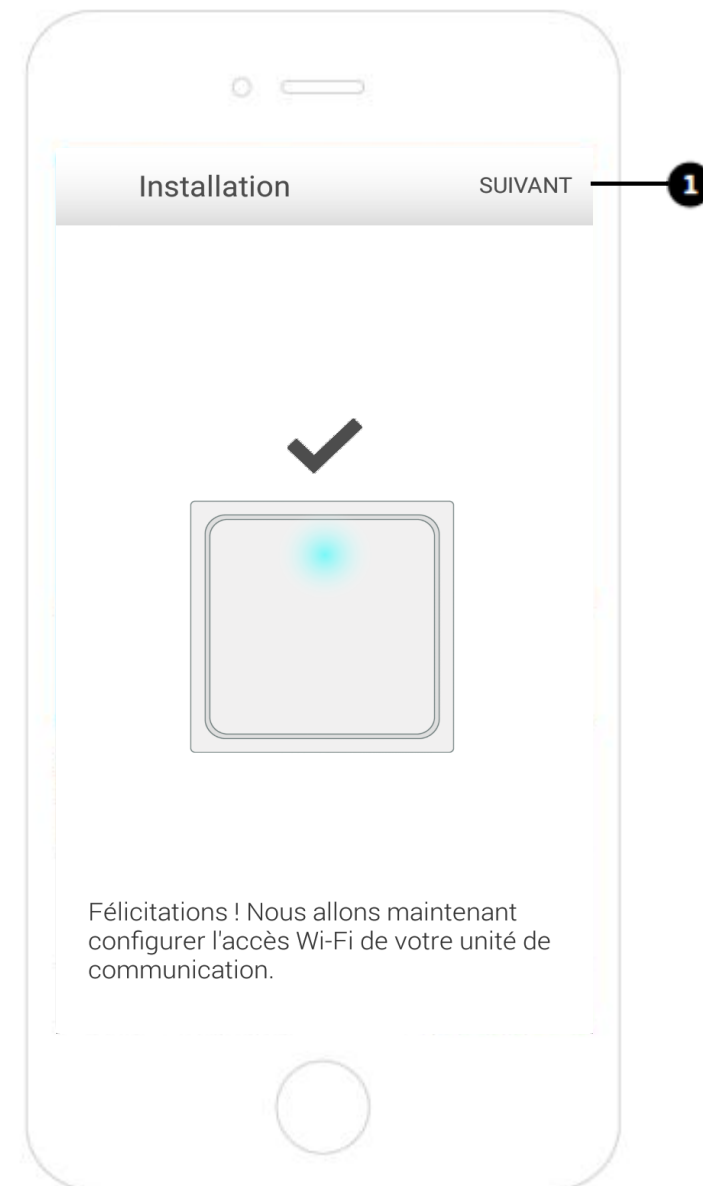 Installation SUIVANT 1
Félicitations ! Nous allons maintenant
configurer l'accès Wi-Fi de votre unité de
communication.